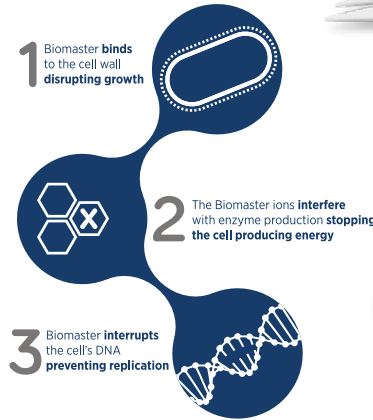 1
Biomaster binds
to the cell wall
disrupting growth
X
2
The Biomaster ions interfere
with enzyme production stopping
the cell producing energy
3
Biomaster interrupts
the cell's DNA
preventing replication